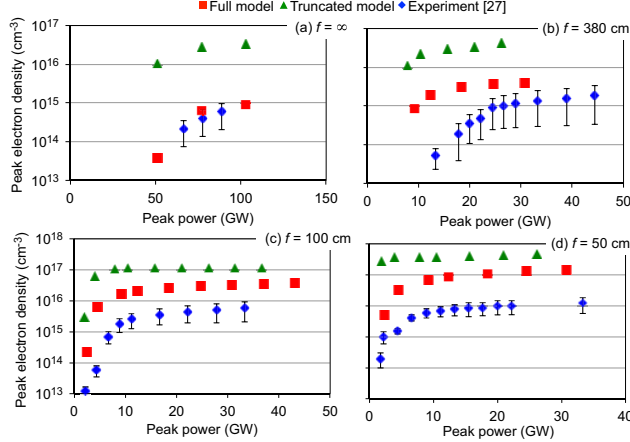 Full model Truncated model Experiment [27]
10^17 (a) f = ∞ (b) f = 380 cm
10^16
10^15
10^14
10^13
Peak electron density (cm^-3)
0 50 100 150
0 10 20 30 40 50
Peak power (GW) Peak power (GW)
10^18 (c) f = 100 cm (d) f = 50 cm
10^17
10^16
10^15
10^14
10^13
Peak electron density (cm^-3)
0 10 20 30 40 50
0 10 20 30 40
Peak power (GW) Peak power (GW)